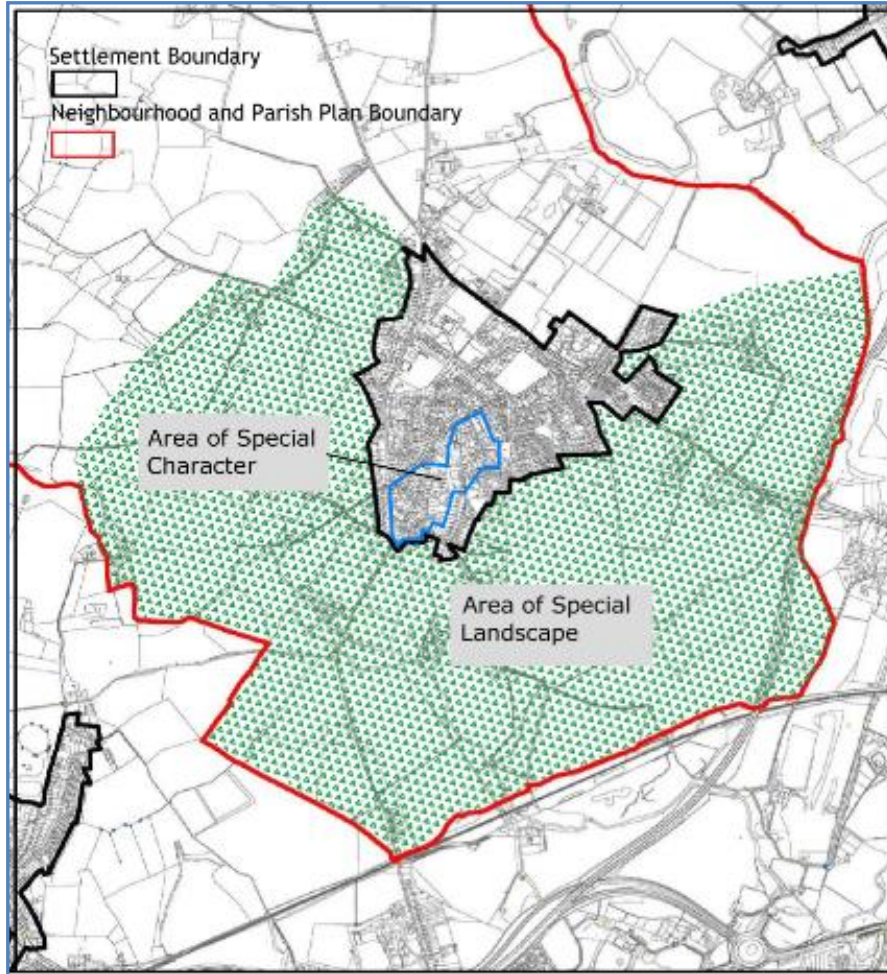 Settlement Boundary
Neighbourhood and Parish Plan Boundary
Area of Special
Character
Area of Special
Landscape